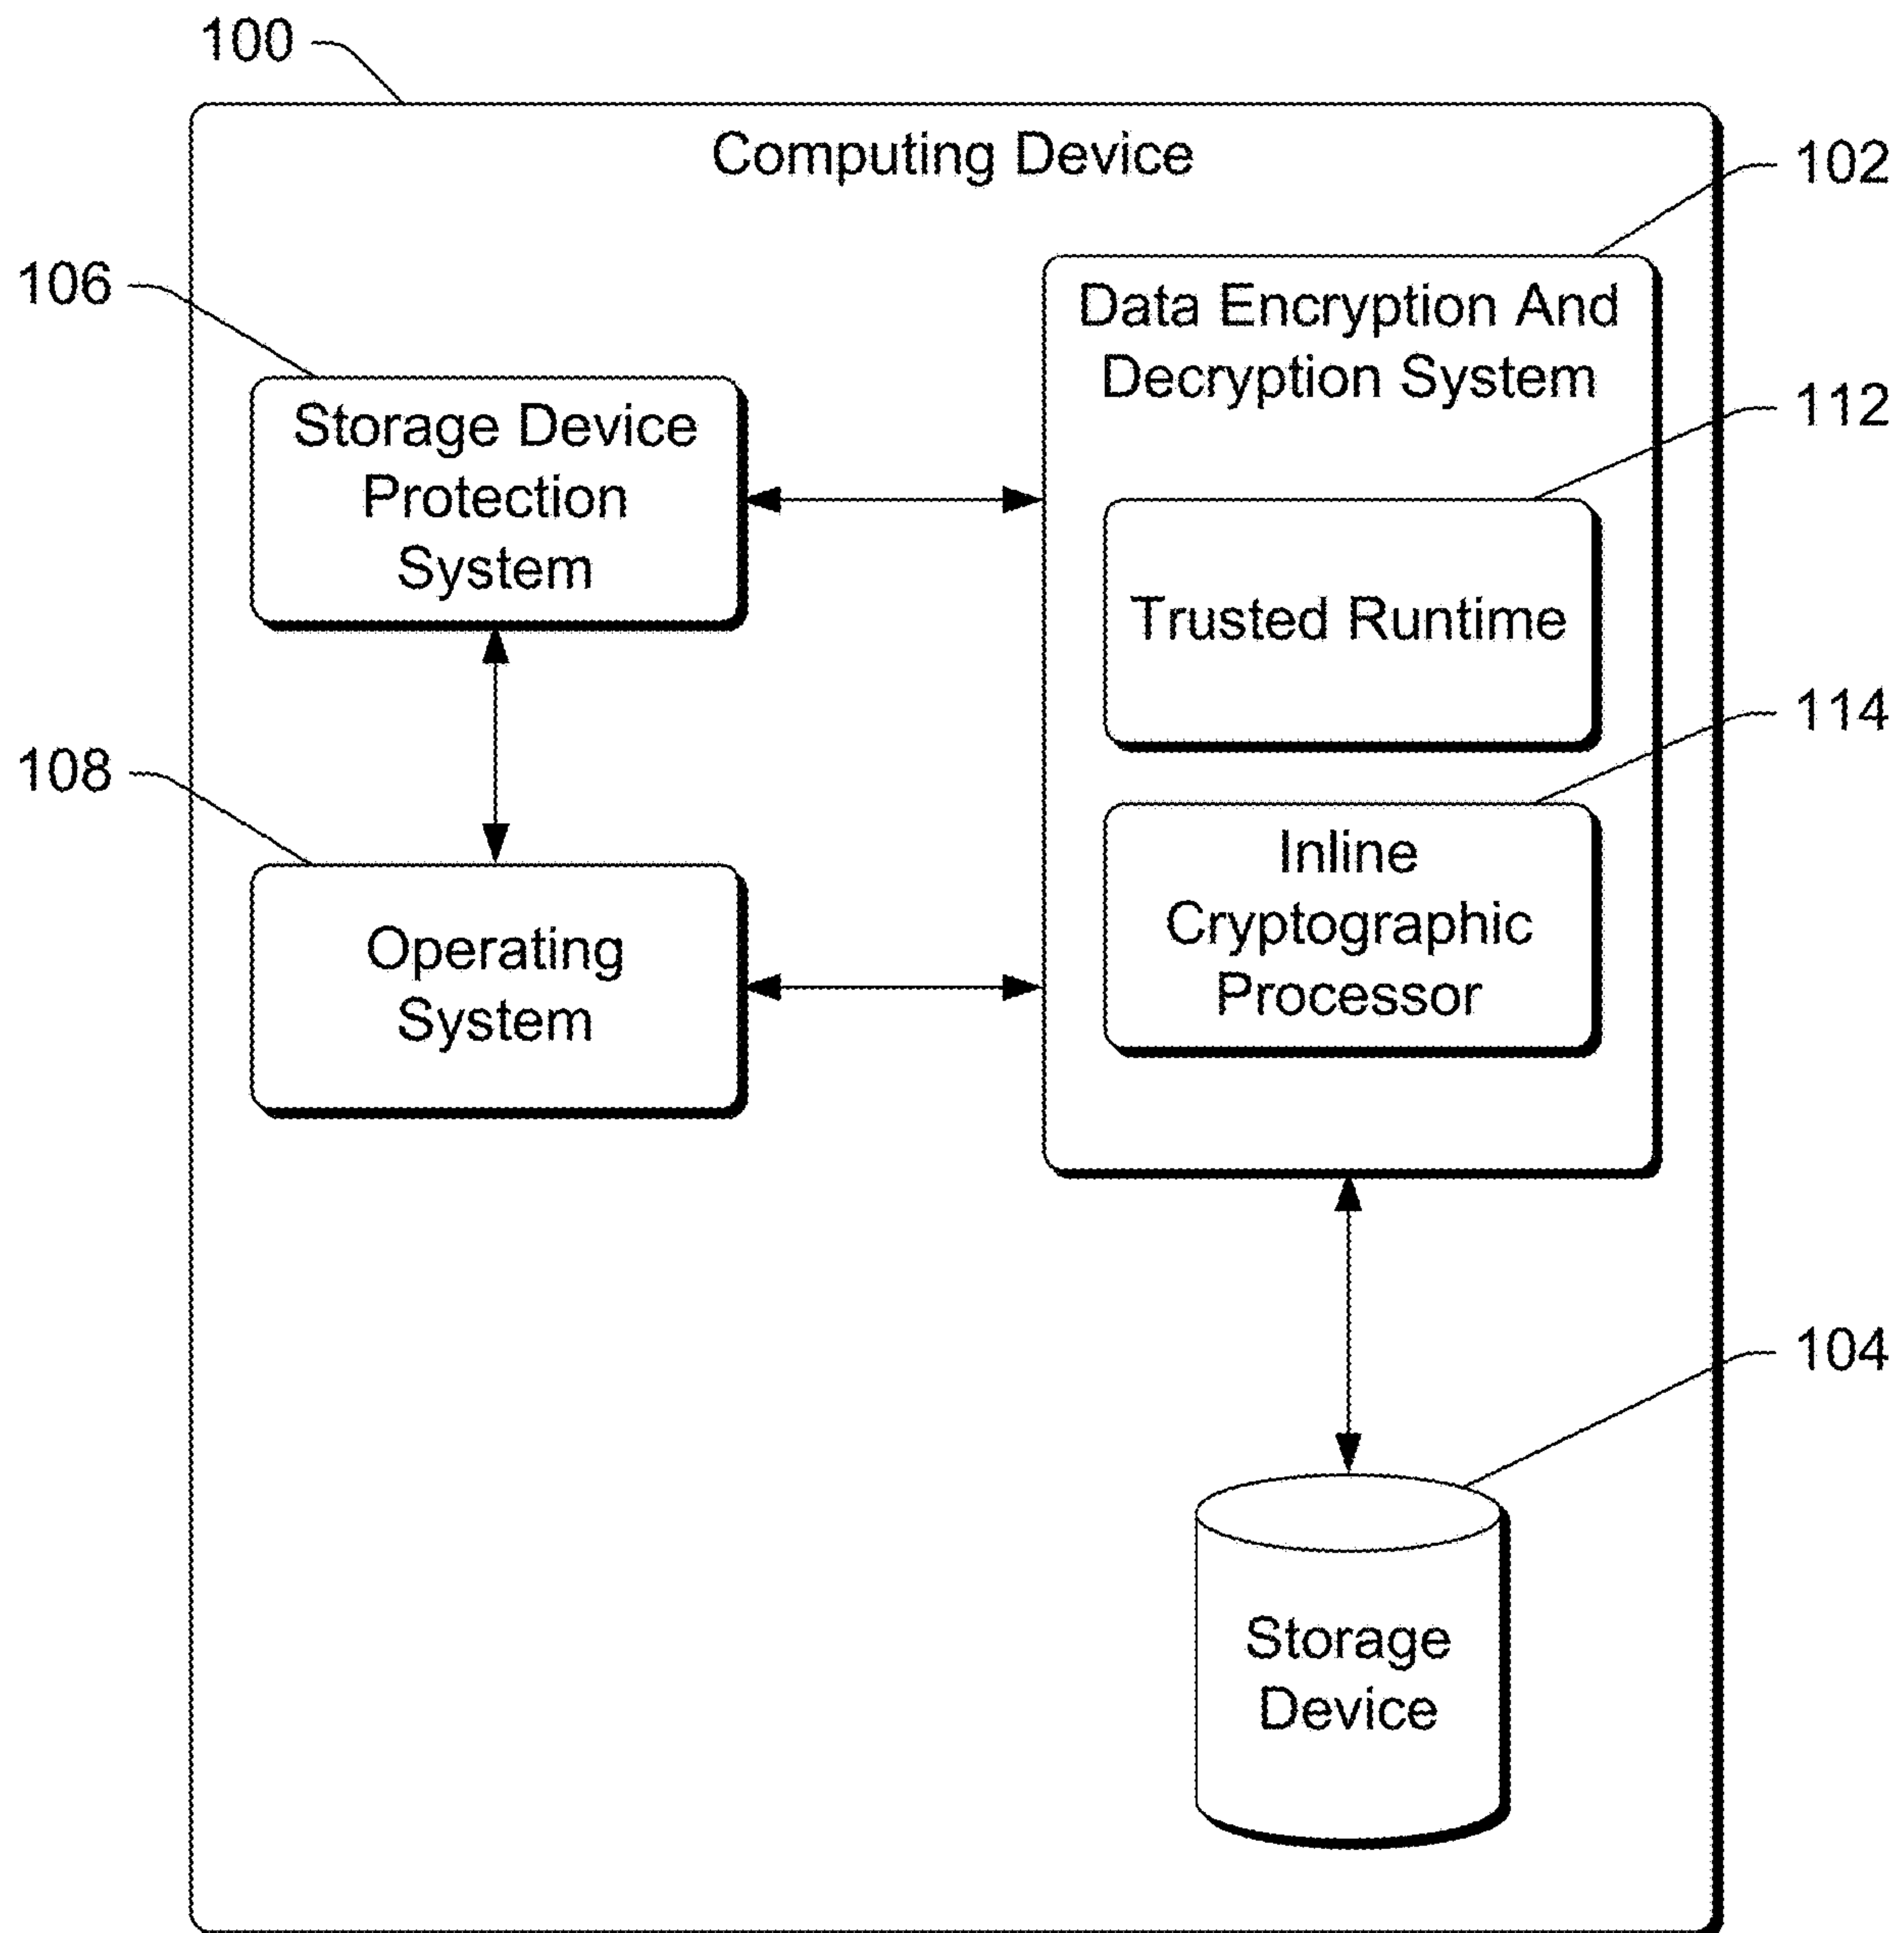 100
Computing Device
102
106
Data Encryption And
Decryption System
112
Storage Device
Protection
System
Trusted Runtime
114
108
Inline
Cryptographic
Processor
Operating
System
104
Storage
Device